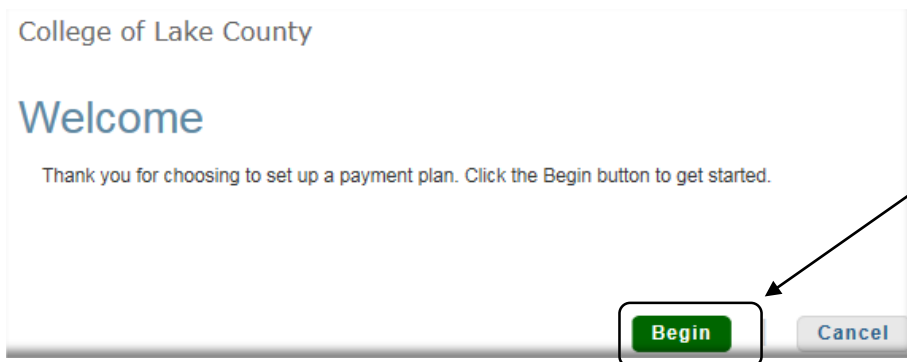 College of Lake County
Welcome
Thank you for choosing to set up a payment plan. Click the Begin button to get started.
Begin Cancel